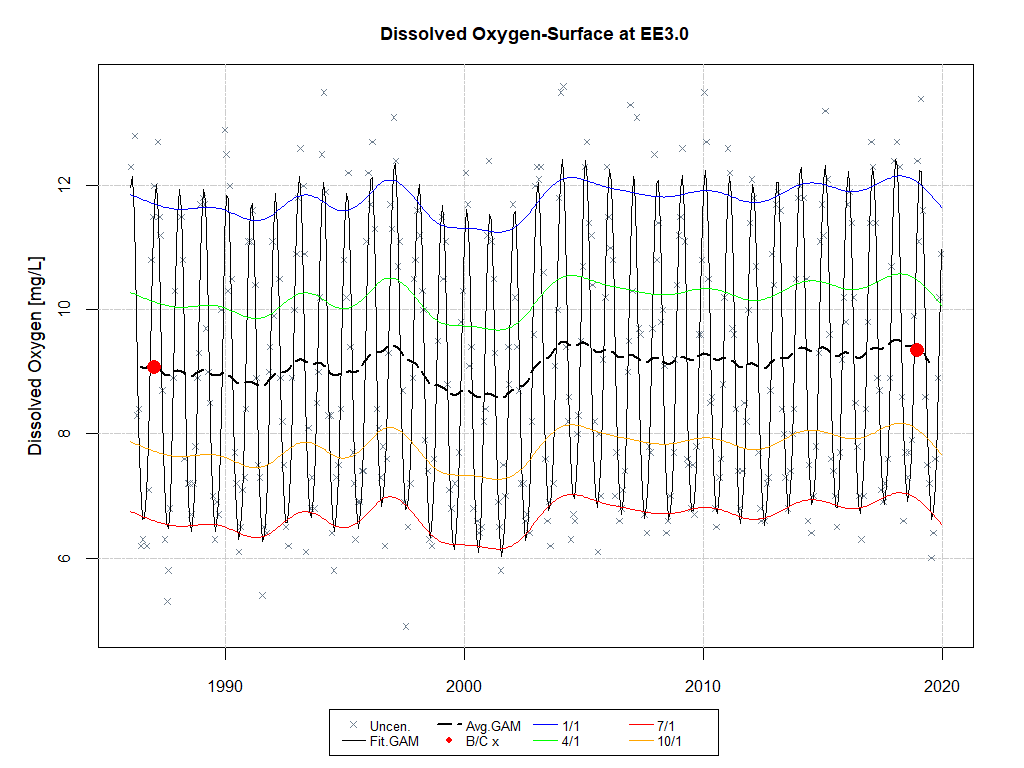 Dissolved Oxygen-Surface at EE3.0
Dissolved Oxygen [mg/L]
12
10
8
6
1990
2000
2010
2020
Uncen. Avg.GAM 1/1 7/1
Fit.GAM B/C x 4/1 10/1